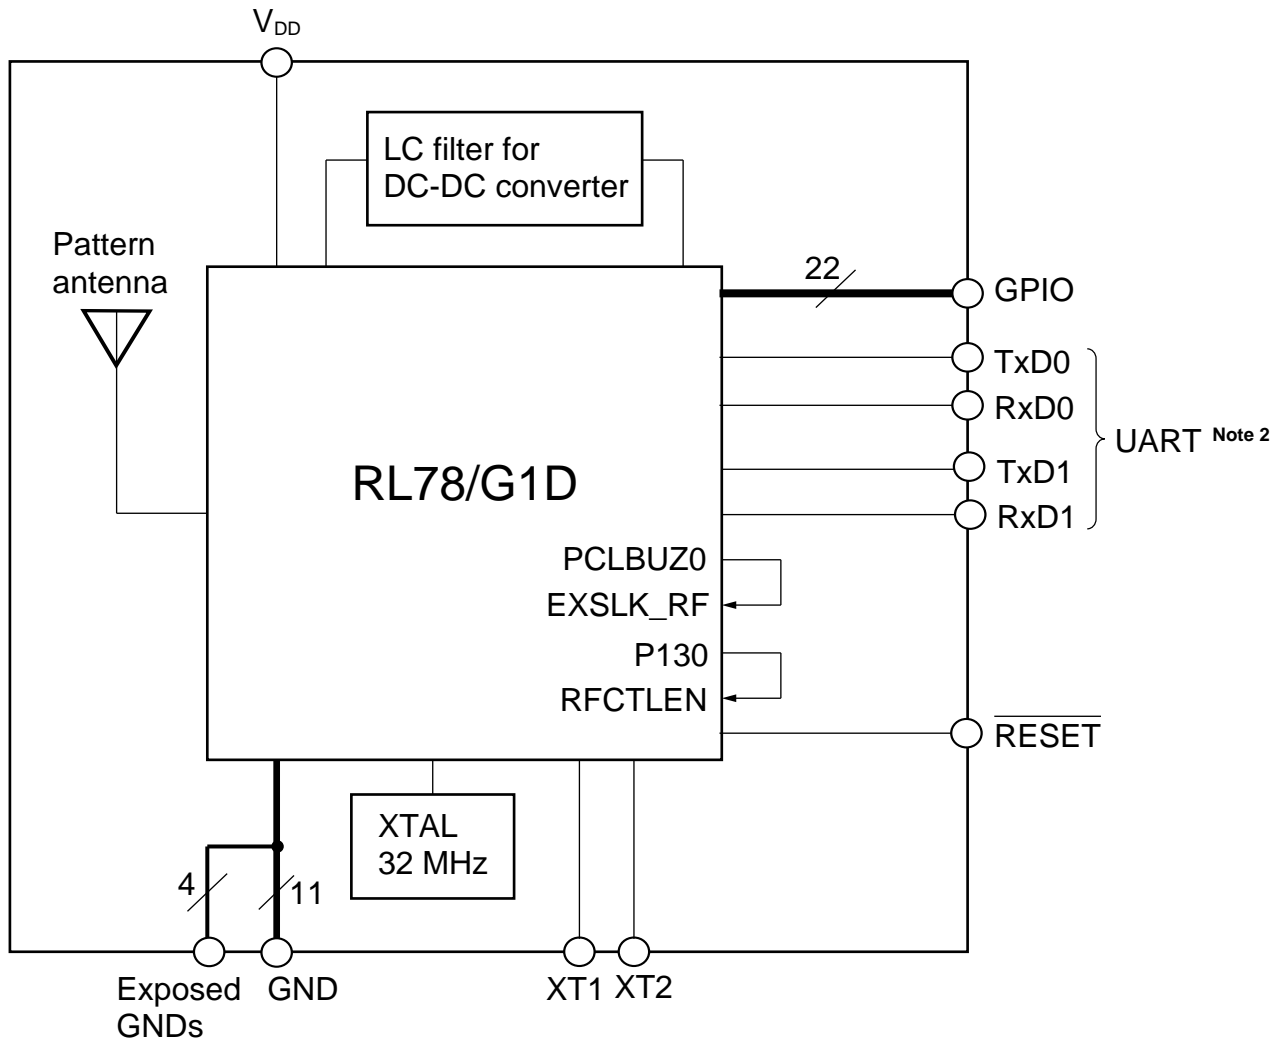 VDD
LC filter for
DC-DC converter
Pattern
antenna
22
GPIO
TxD0
RxD0
UART Note 2
TxD1
RxD1
RL78/G1D
PCLBUZ0
EXSLK_RF
P130
RFCTLEN
RESET
XTAL
32 MHz
4
11
Exposed
GNDs
GND
XT1
XT2